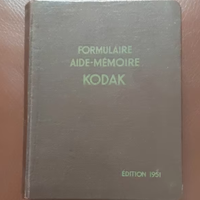 FORMULAIRE
AIDE-MÉMOIRE
KODAK
ÉDITION 1951